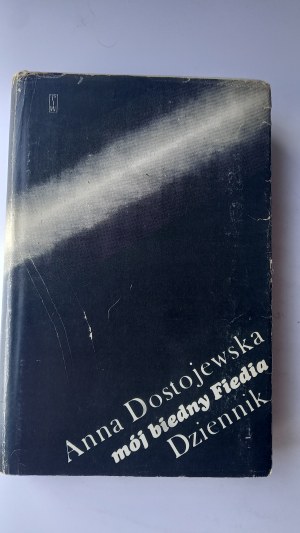 Anna Dostojewska
mój biedny Fiedia
Dziennik